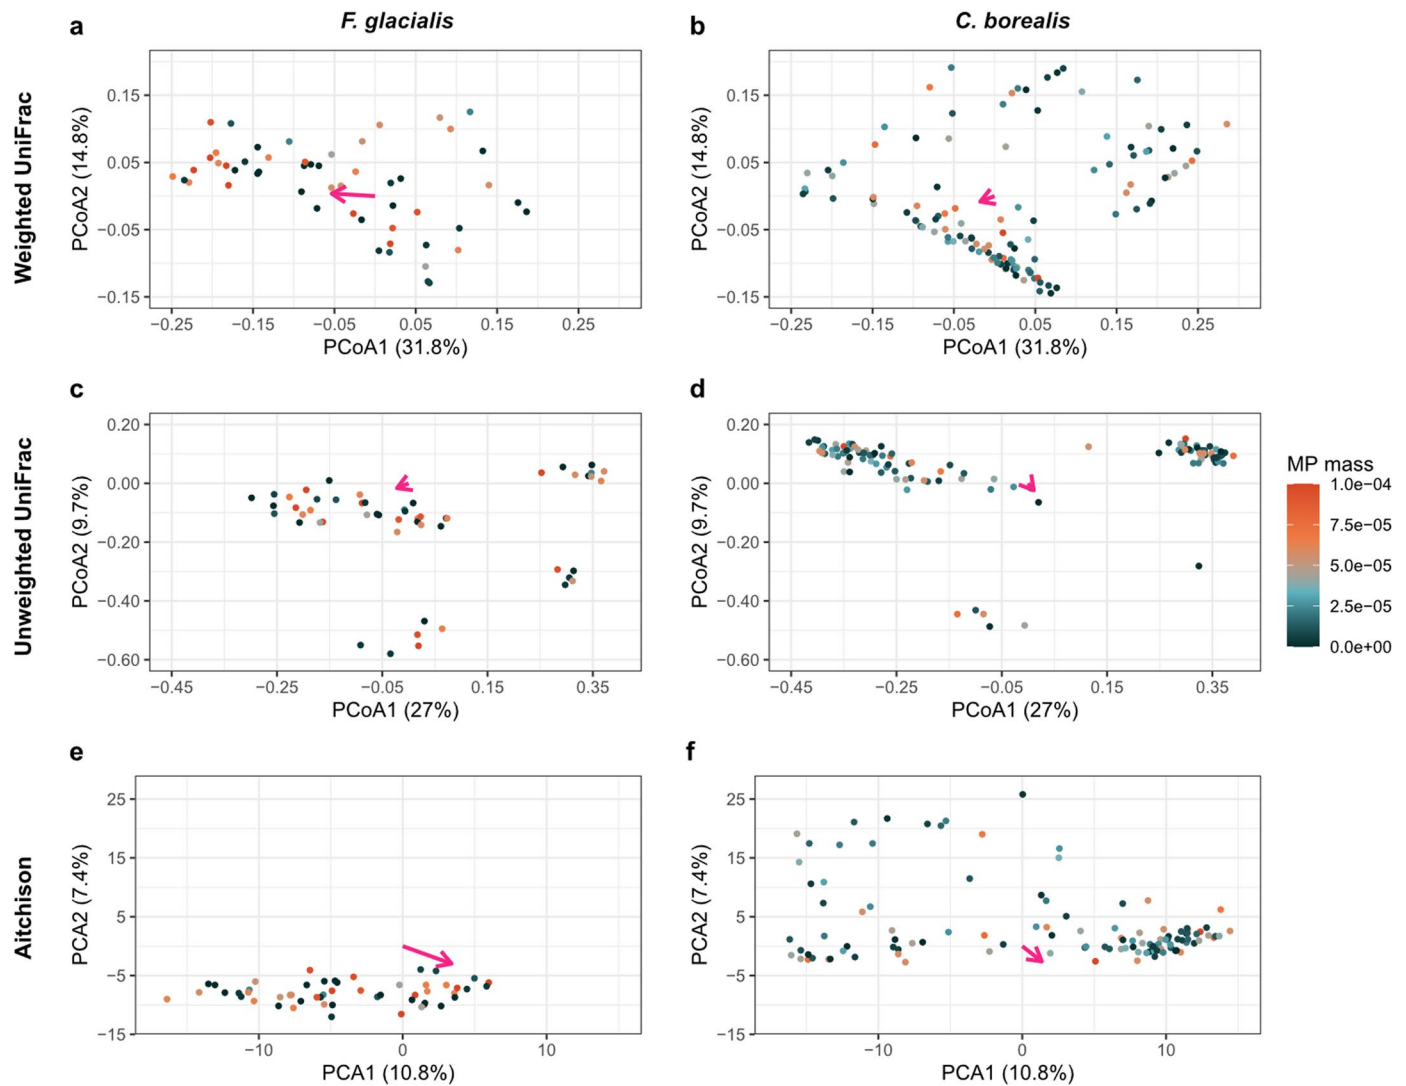 a
F. glacialis
b
C. borealis
Weighted UniFrac
PCoA2 (14.8%)
0.15
0.05
−0.05
−0.15
−0.25
−0.15
−0.05
0.05
0.15
0.25
PCoA1 (31.8%)
PCoA2 (14.8%)
0.15
0.05
−0.05
−0.15
−0.25
−0.15
−0.05
0.05
0.15
0.25
PCoA1 (31.8%)
c
d
Unweighted UniFrac
PCoA2 (9.7%)
0.20
0.00
−0.20
−0.40
−0.60
−0.45
−0.25
−0.05
0.15
0.35
PCoA1 (27%)
PCoA2 (9.7%)
0.20
0.00
−0.20
−0.40
−0.60
−0.45
−0.25
−0.05
0.15
0.35
PCoA1 (27%)
MP mass
1.0e−04
7.5e−05
5.0e−05
2.5e−05
0.0e+00
e
f
Aitchison
PCA2 (7.4%)
25
15
5
−5
−15
−10
0
10
PCA1 (10.8%)
PCA2 (7.4%)
25
15
5
−5
−15
−10
0
10
PCA1 (10.8%)